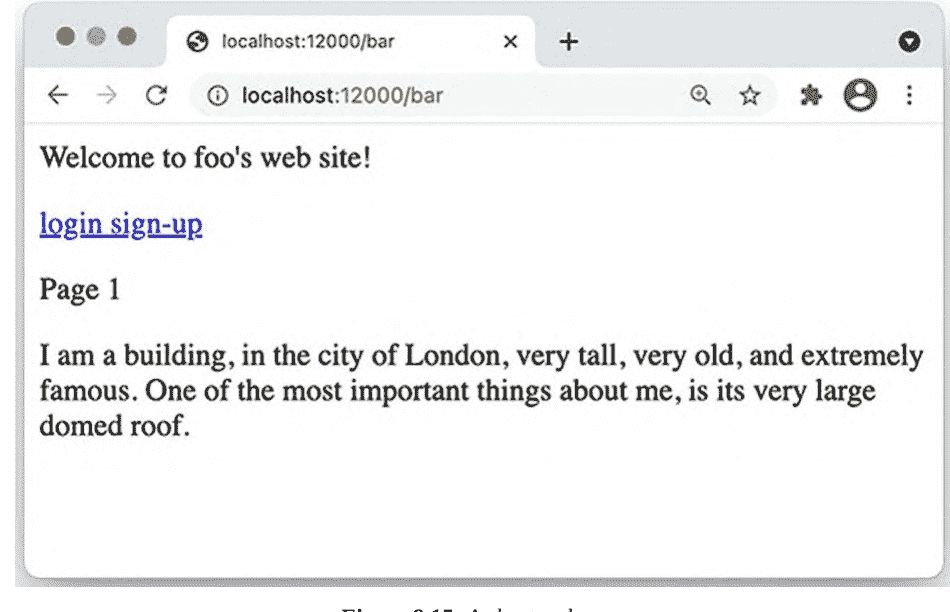 localhost:12000/bar
localhost:12000/bar
Welcome to foo's web site!
login sign-up
Page 1
I am a building, in the city of London, very tall, very old, and extremely
famous. One of the most important things about me, is its very large
domed roof.